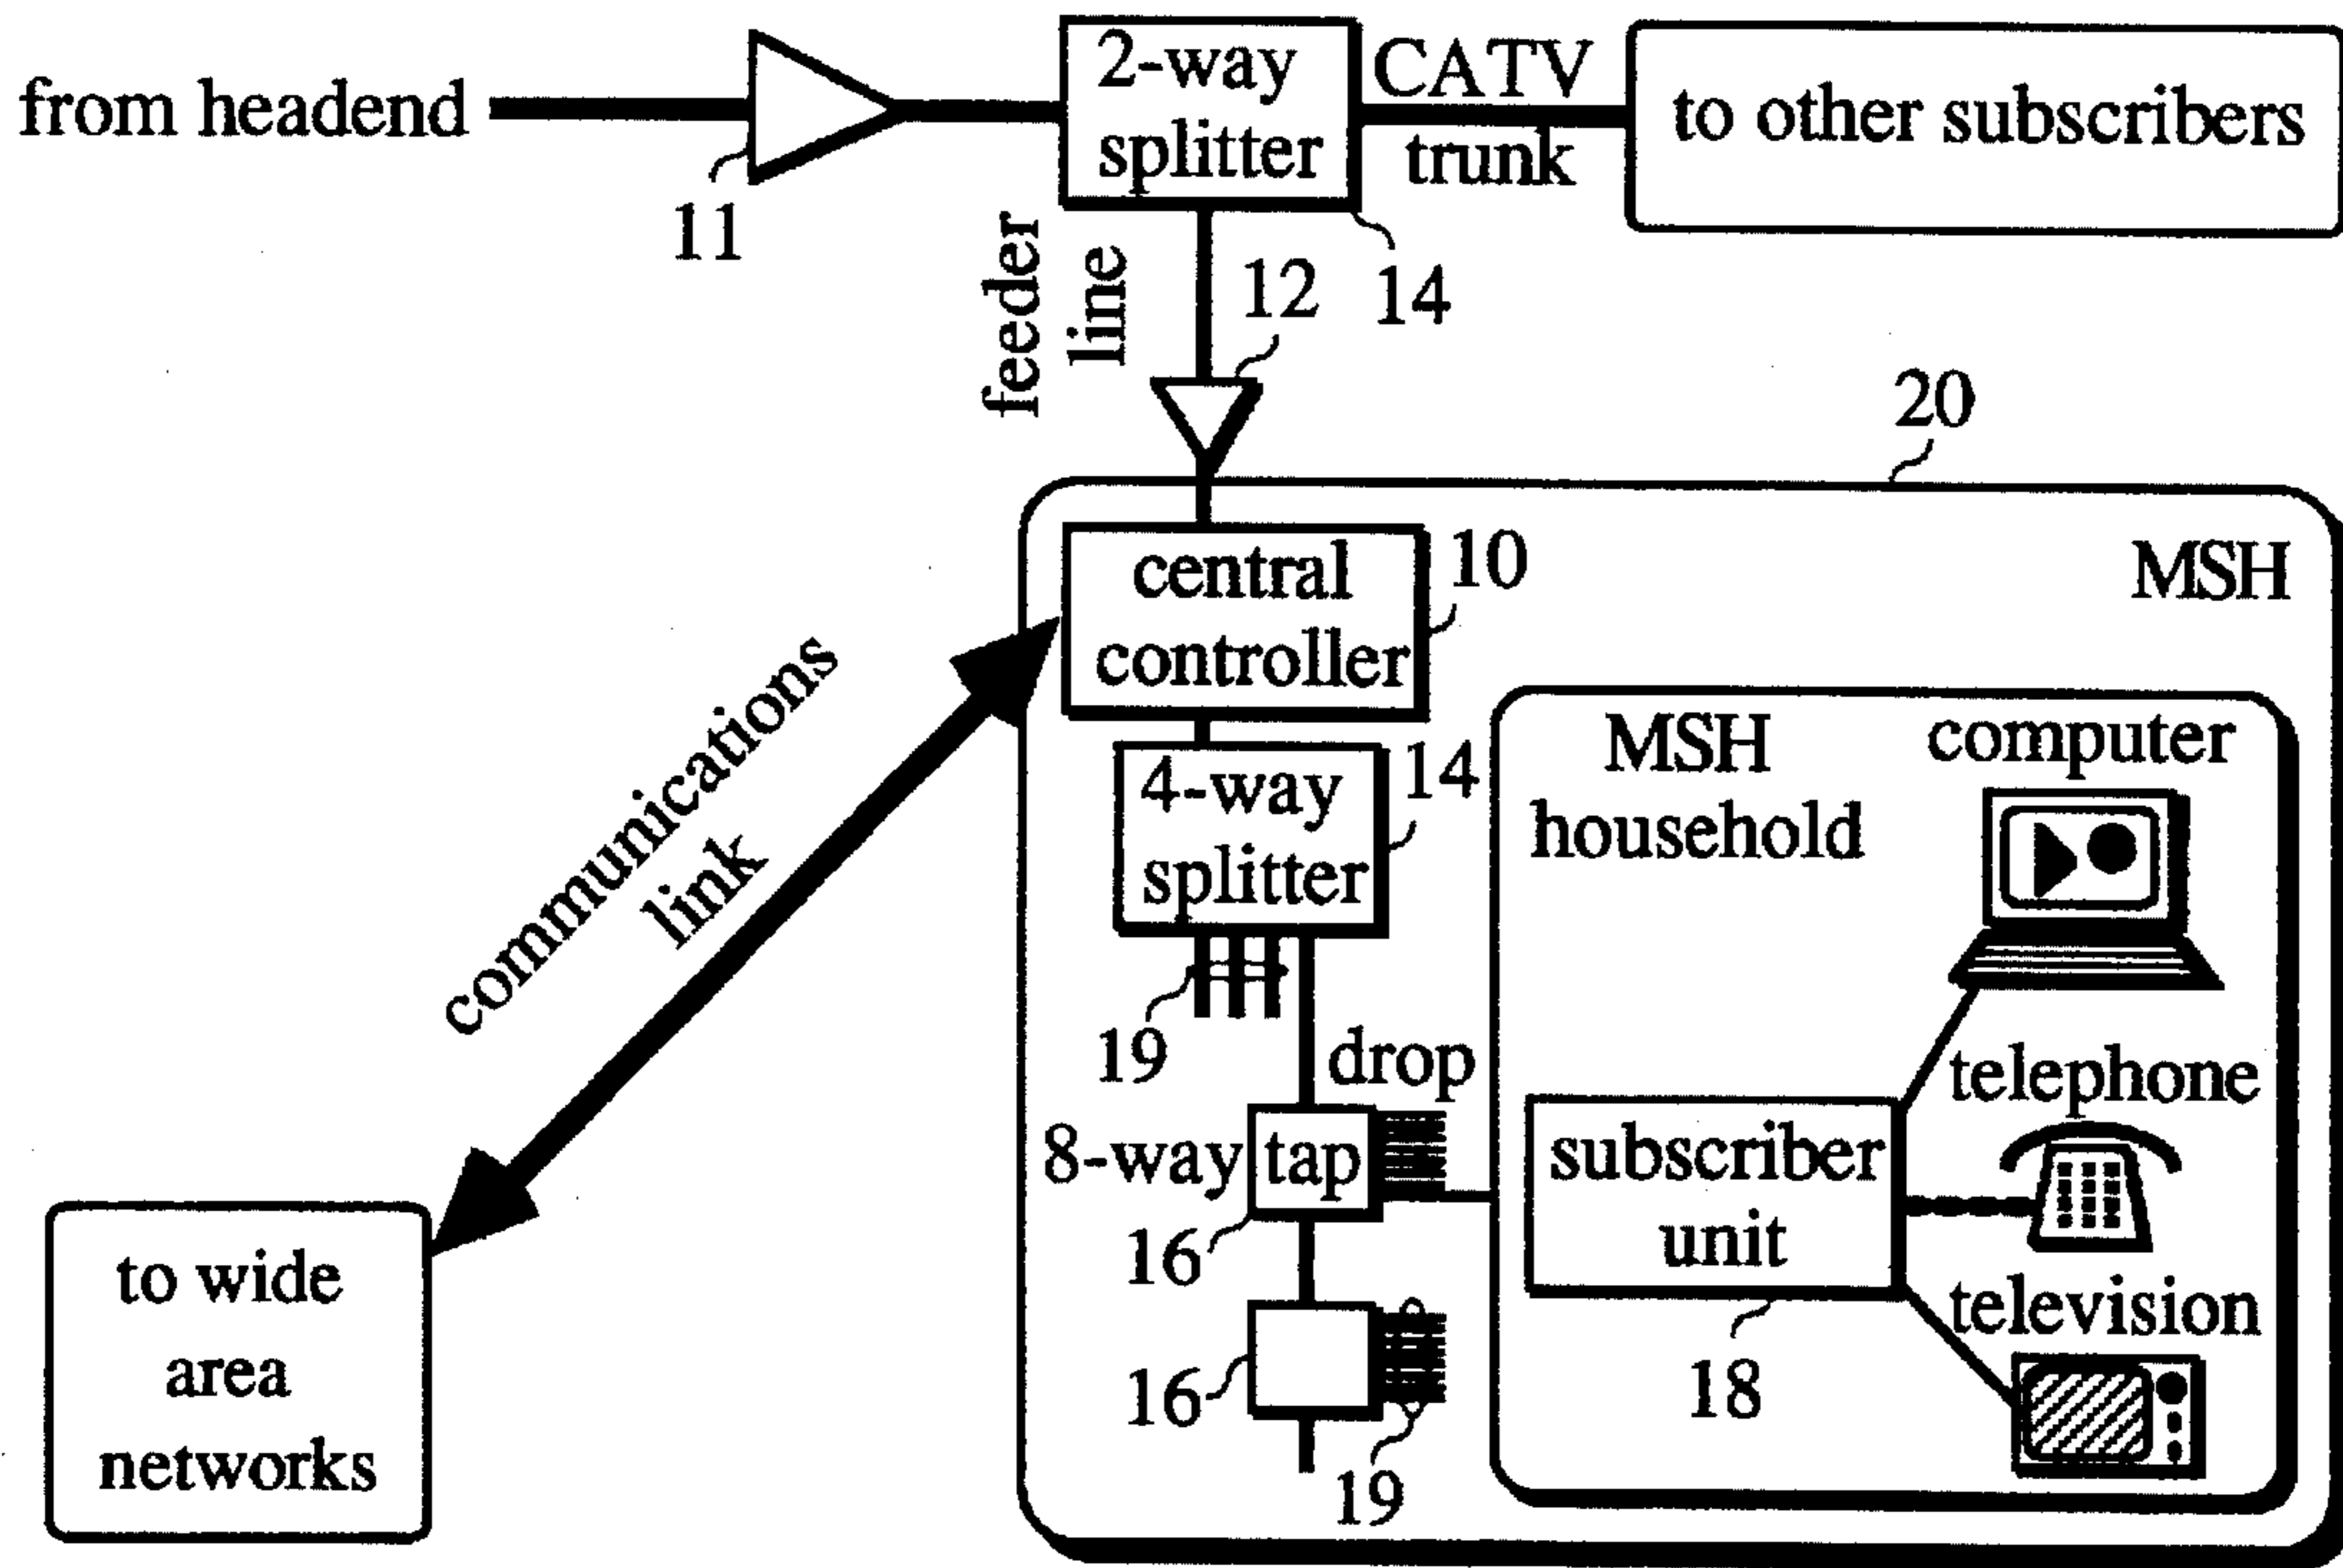 from headend
11
2-way
splitter
CATV
trunk
to other subscribers
14
feeder
line
12
20
MSH
central
controller
10
communications
link
4-way
splitter
14
19
drop
8-way
tap
16
16
19
MSH
household
computer
telephone
television
subscriber
unit
18
to wide
area
networks